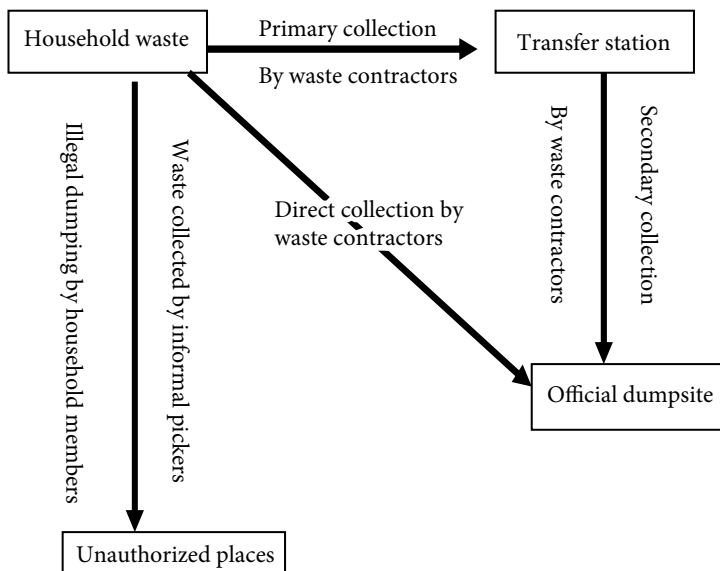 Household waste
Primary collection
By waste contractors
Transfer station
Illegal dumping by household members
Waste collected by informal pickers
Direct collection by
waste contractors
By waste contractors
Secondary collection
Official dumpsite
Unauthorized places